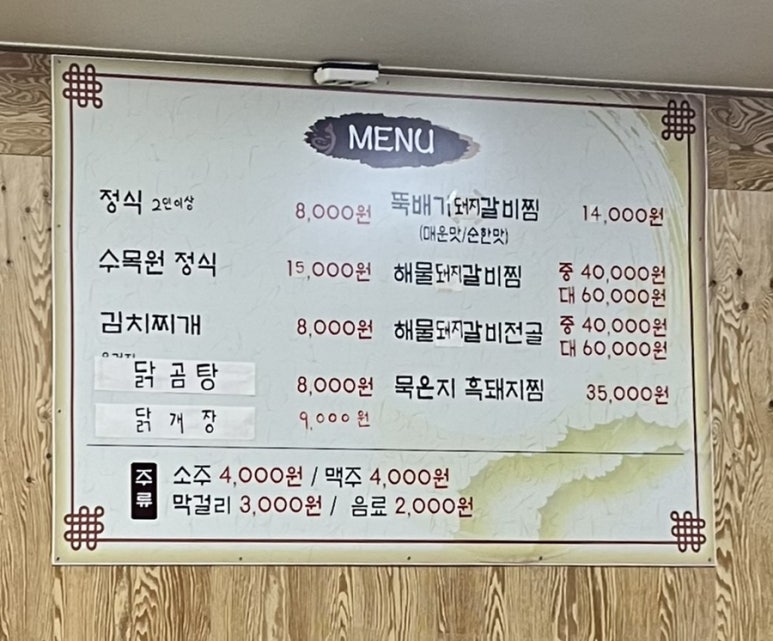 MENU
정식 2인이상 8,000원
수목원 정식 15,000원
김치찌개 8,000원
닭곰탕 8,000원
닭개장 9,000원
뚝배기돼지갈비찜 14,000원
(매운맛/순한맛)
해물돼지갈비찜 중 40,000원
대 60,000원
해물돼지갈비전골 중 40,000원
대 60,000원
묵은지 흑돼지찜 35,000원
주류
소주 4,000원 / 맥주 4,000원
막걸리 3,000원 / 음료 2,000원